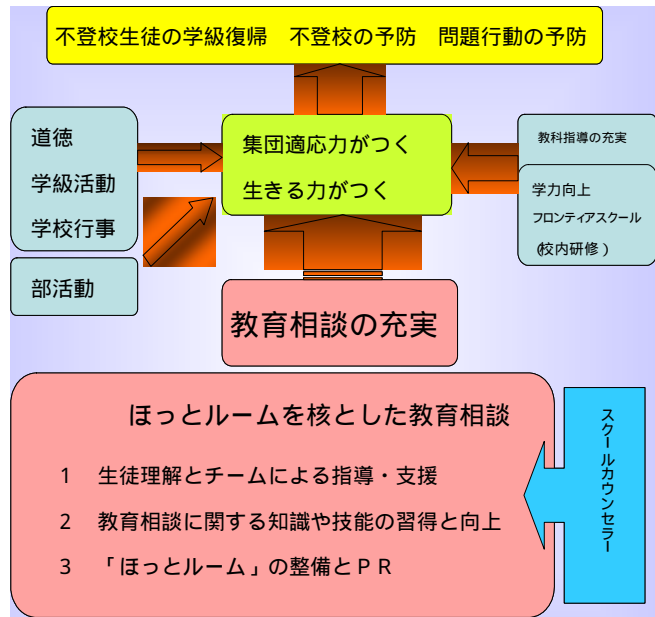 不登校生徒の学級復帰　不登校の予防　問題行動の予防
道徳
学級活動
学校行事
部活動
集団適応力がつく
生きる力がつく
教科指導の充実
学力向上
フロンティアスクール
(校内研修)
教育相談の充実
ほっとルームを核とした教育相談
1　生徒理解とチームによる指導・支援
2　教育相談に関する知識や技能の習得と向上
3　「ほっとルーム」の整備とＰＲ
スクールカウンセラー